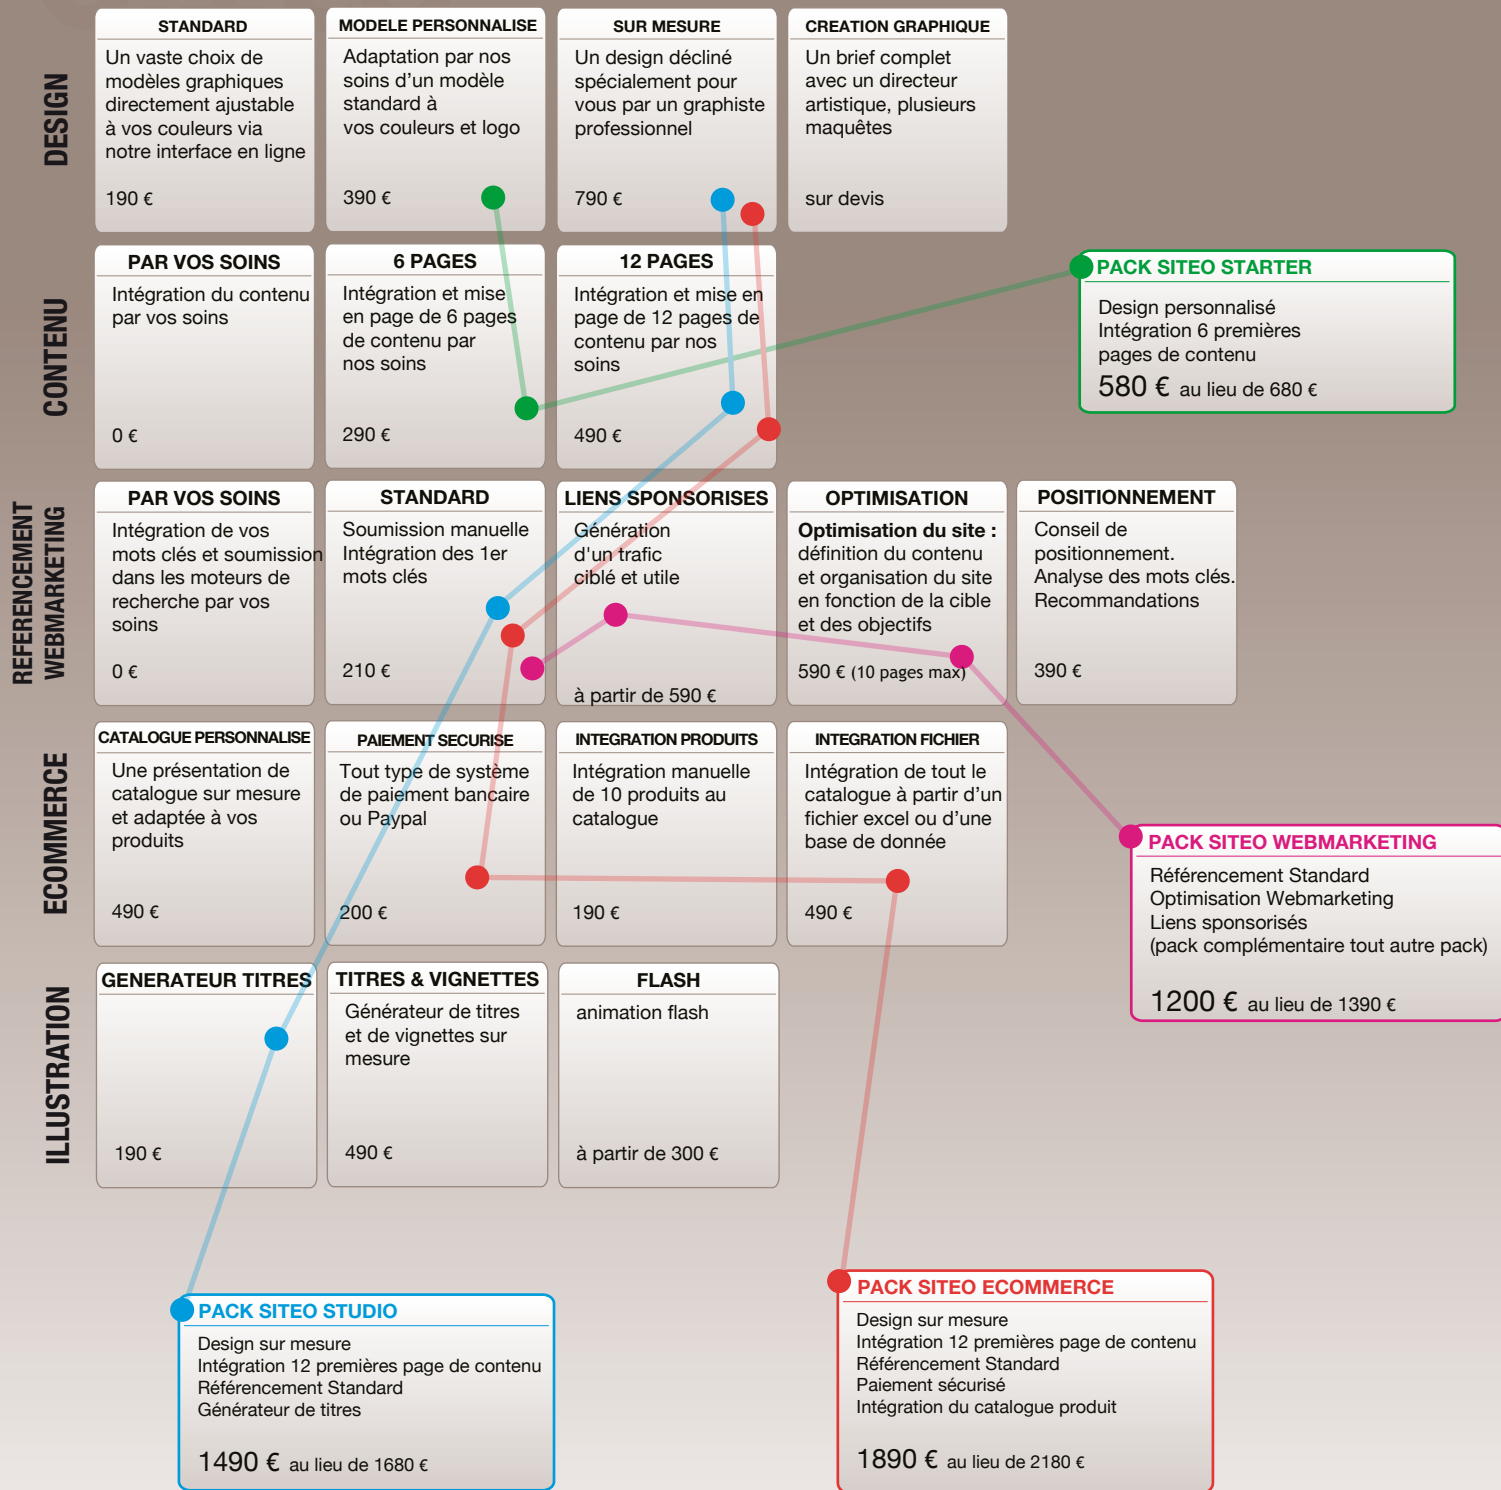 DESIGN
STANDARD
Un vaste choix de
modèles graphiques
directement ajustable
à vos couleurs via
notre interface en ligne
190 €
MODELE PERSONNALISE
Adaptation par nos
soins d'un modèle
standard à
vos couleurs et logo
390 €
SUR MESURE
Un design décliné
spécialement pour
vous par un graphiste
professionnel
790 €
CREATION GRAPHIQUE
Un brief complet
avec un directeur
artistique, plusieurs
maquêtes
sur devis
CONTENU
PAR VOS SOINS
Intégration du contenu
par vos soins
0 €
6 PAGES
Intégration et mise
en page de 6 pages
de contenu par
nos soins
290 €
12 PAGES
Intégration et mise en
page de 12 pages de
contenu par nos
soins
490 €
PACK SITEO STARTER
Design personnalisé
Intégration 6 premières
pages de contenu
580 € au lieu de 680 €
REFERENCEMENT
WEBMARKETING
PAR VOS SOINS
Intégration de vos
mots clés et soumission
dans les moteurs de
recherche par vos
soins
0 €
STANDARD
Soumission manuelle
Intégration des 1er
mots clés
210 €
LIENS SPONSORISES
Génération
d'un trafic
ciblé et utile
à partir de 590 €
OPTIMISATION
Optimisation du site :
définition du contenu
et organisation du site
en fonction de la cible
et des objectifs
590 € (10 pages max)
POSITIONNEMENT
Conseil de
positionnement.
Analyse des mots clés.
Recommandations
390 €
ECOMMERCE
CATALOGUE PERSONNALISE
Une présentation de
catalogue sur mesure
et adaptée à vos
produits
490 €
PAIEMENT SECURISE
Tout type de système
de paiement bancaire
ou Paypal
200 €
INTEGRATION PRODUITS
Intégration manuelle
de 10 produits au
catalogue
190 €
INTEGRATION FICHIER
Intégration de tout le
catalogue à partir d'un
fichier excel ou d'une
base de donnée
490 €
PACK SITEO WEBMARKETING
Référencement Standard
Optimisation Webmarketing
Liens sponsorisés
(pack complémentaire tout autre pack)
1200 € au lieu de 1390 €
ILLUSTRATION
GENERATEUR TITRES
190 €
TITRES & VIGNETTES
Générateur de titres
et de vignettes sur
mesure
490 €
FLASH
animation flash
à partir de 300 €
PACK SITEO STUDIO
Design sur mesure
Intégration 12 premières page de contenu
Référencement Standard
Générateur de titres
1490 € au lieu de 1680 €
PACK SITEO ECOMMERCE
Design sur mesure
Intégration 12 premières page de contenu
Référencement Standard
Paiement sécurisé
Intégration du catalogue produit
1890 € au lieu de 2180 €